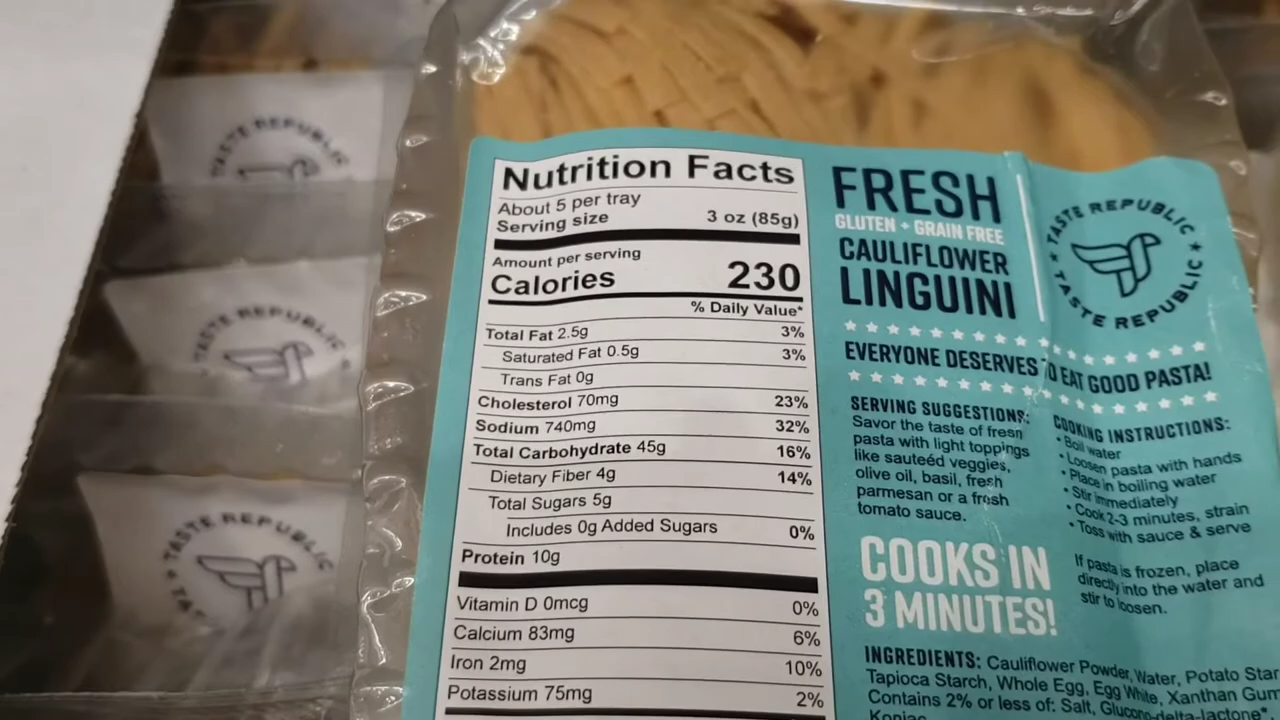 TASTE REPUBLIC
TASTE REPUBLIC
TASTE REPUBLIC
Nutrition Facts
About 5 per tray
Serving size 3 oz (85g)
Amount per serving
Calories 230
% Daily Value*
Total Fat 2.5g 3%
Saturated Fat 0.5g 3%
Trans Fat 0g
Cholesterol 70mg 23%
Sodium 740mg 32%
Total Carbohydrate 45g 16%
Dietary Fiber 4g 14%
Total Sugars 5g
Includes 0g Added Sugars 0%
Protein 10g
Vitamin D 0mcg 0%
Calcium 83mg 6%
Iron 2mg 10%
Potassium 75mg 2%
FRESH
GLUTEN + GRAIN FREE
CAULIFLOWER
LINGUINI
TASTE REPUBLIC ★ TASTE REPUBLIC ★
EVERYONE DESERVES TO EAT GOOD PASTA!
SERVING SUGGESTIONS:
Savor the taste of fresh
pasta with light toppings
like sauteéd veggies,
olive oil, basil, fresh
parmesan or a fresh
tomato sauce.
COOKS IN
3 MINUTES!
COOKING INSTRUCTIONS:
• Boil water
• Loosen pasta with hands
• Place in boiling water
• Stir immediately
• Cook 2-3 minutes, strain
• Toss with sauce & serve
If pasta is frozen, place
directly into the water and
stir to loosen.
INGREDIENTS: Cauliflower Powder, Water, Potato Star
Tapioca Starch, Whole Egg, Egg White, Xanthan Gum
Contains 2% or less of: Salt, Glucono-delta-lactone*
Konjac